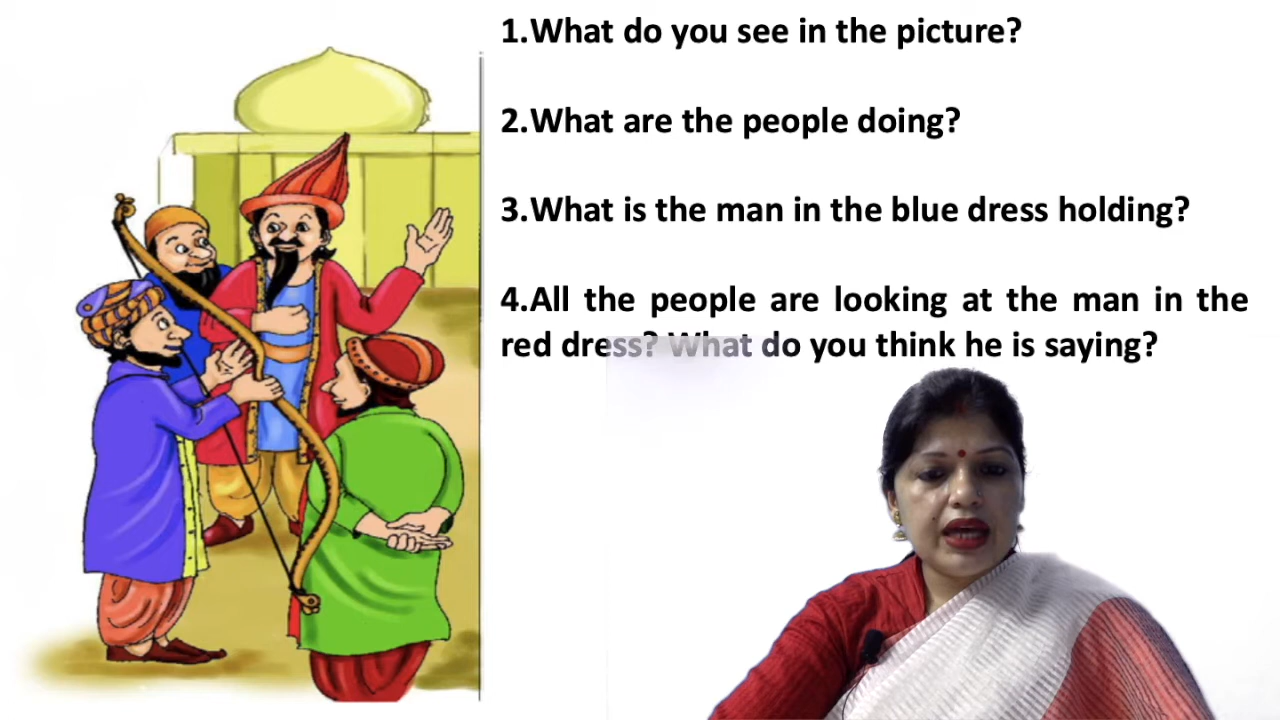 1.What do you see in the picture?
2.What are the people doing?
3.What is the man in the blue dress holding?
4.All the people are looking at the man in the
red dress? What do you think he is saying?